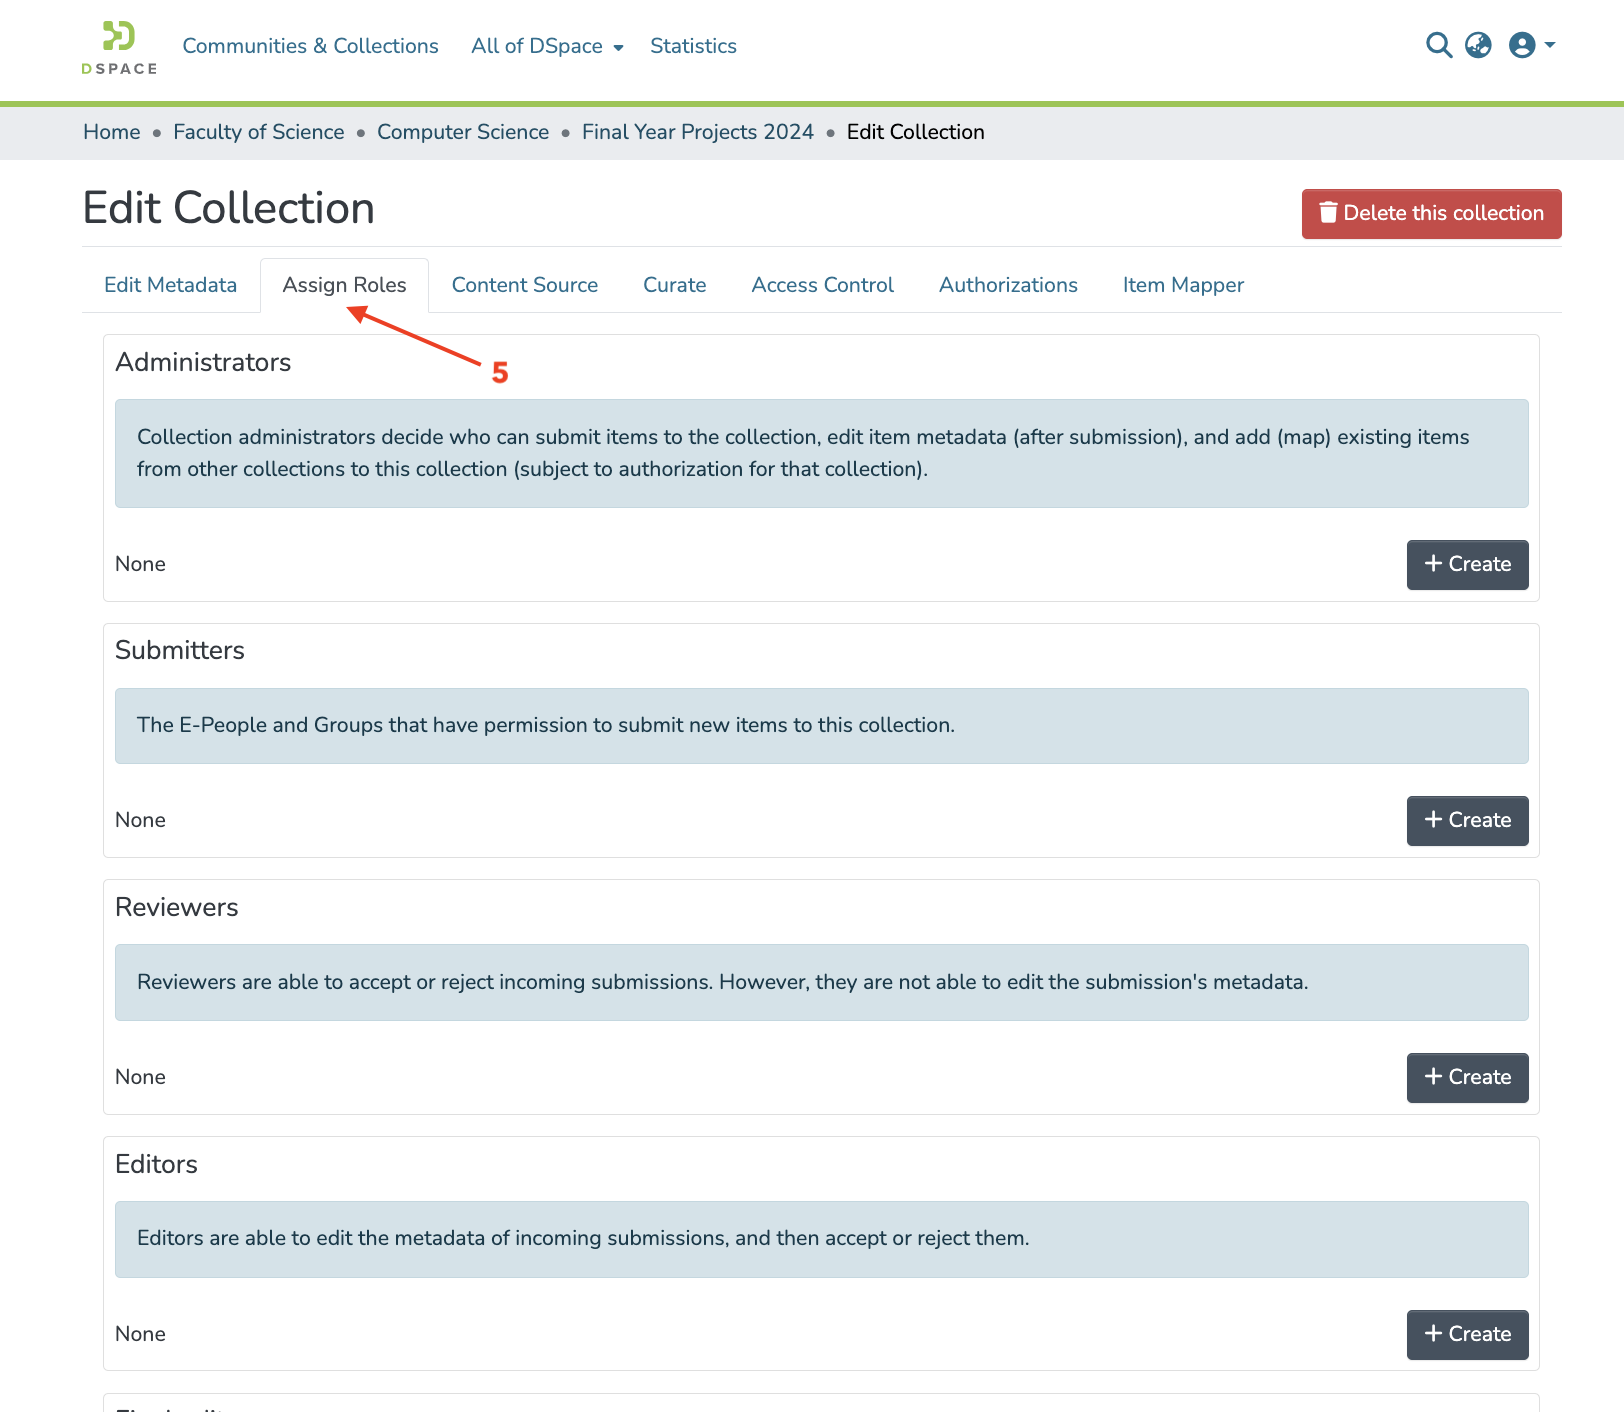 DSPACE
Communities & Collections
All of DSpace
Statistics
Home • Faculty of Science • Computer Science • Final Year Projects 2024 • Edit Collection
Edit Collection
Delete this collection
Edit Metadata
Assign Roles
Content Source
Curate
Access Control
Authorizations
Item Mapper
5
Administrators
Collection administrators decide who can submit items to the collection, edit item metadata (after submission), and add (map) existing items
from other collections to this collection (subject to authorization for that collection).
None
+ Create
Submitters
The E-People and Groups that have permission to submit new items to this collection.
None
+ Create
Reviewers
Reviewers are able to accept or reject incoming submissions. However, they are not able to edit the submission's metadata.
None
+ Create
Editors
Editors are able to edit the metadata of incoming submissions, and then accept or reject them.
None
+ Create